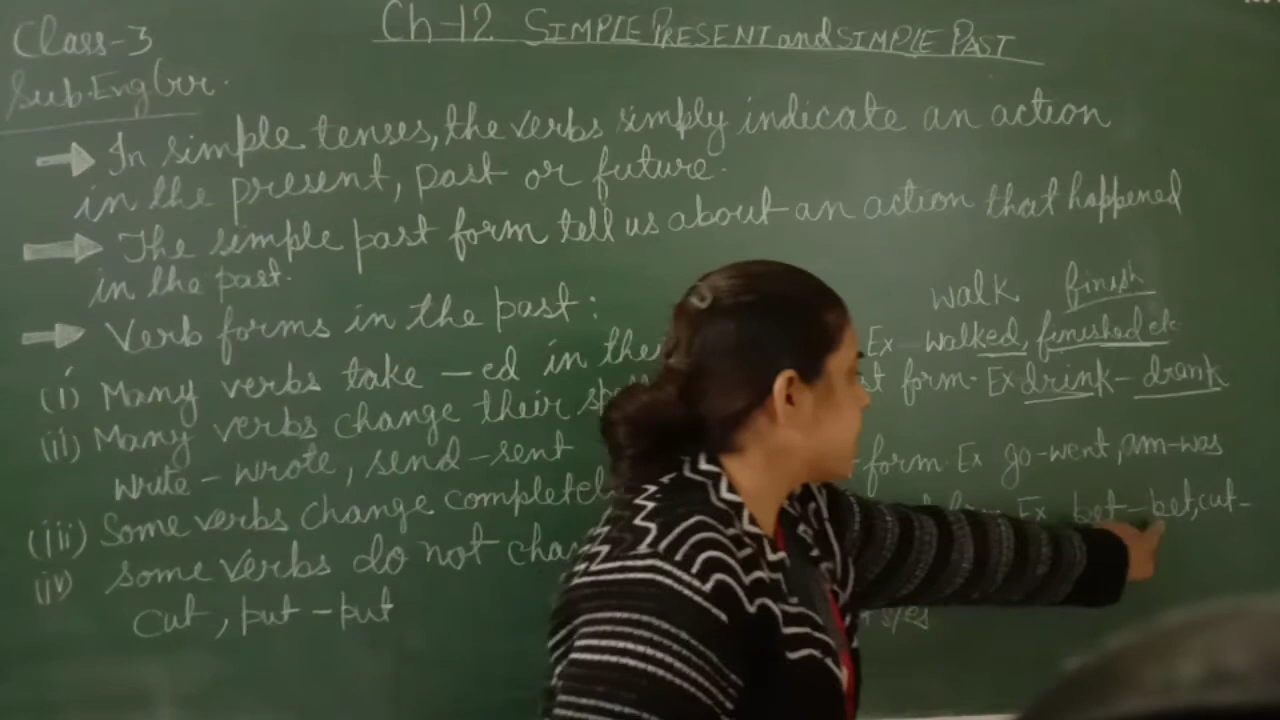 Class-3
Ch-12 SIMPLE PRESENT and SIMPLE PAST
Sub.Eng Gr.
→ In simple tenses, the verbs simply indicate an action
in the present, past or future.
→ The simple past form tell us about an action that happened
in the past.
→ Verb forms in the past:
walk finish
(i) Many verbs take -ed in Ex walked, finished etc
(ii) Many verbs change their form. Ex drink - drank
write - wrote, send - sent
(iii) Some verbs change form. Ex go-went, am-was
(iv) some verbs do not Ex bet - bet, cut-
cut, put - put
s/es